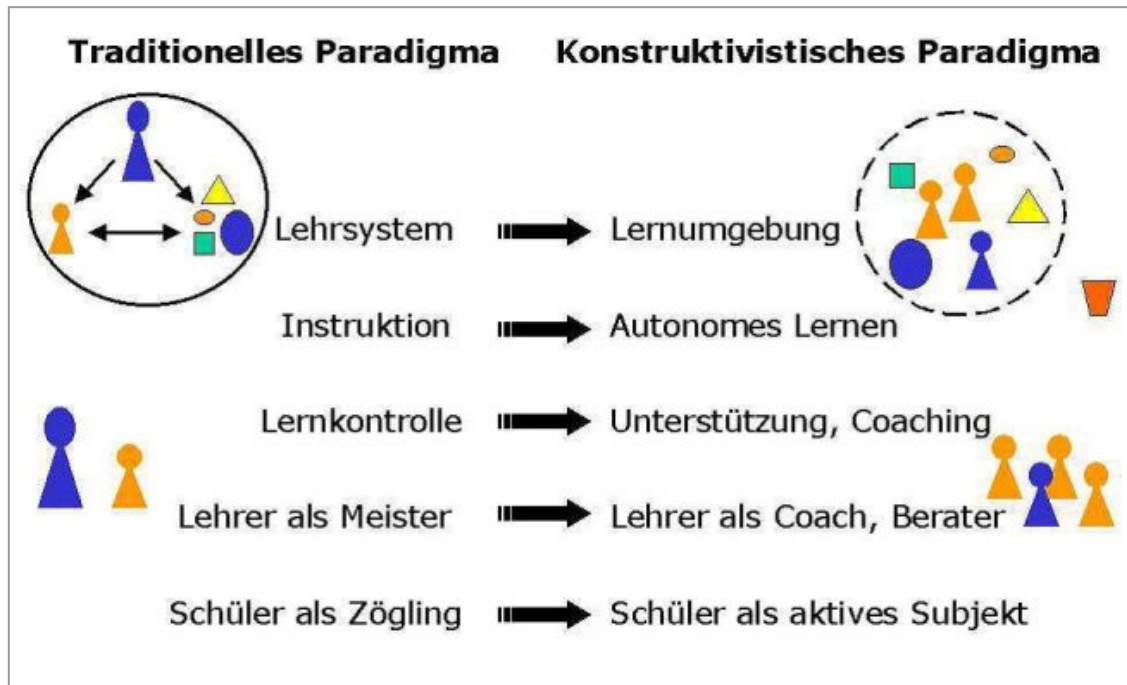 Traditionelles Paradigma Konstruktivistisches Paradigma
Lehrsystem Lernumgebung
Instruktion Autonomes Lernen
Lernkontrolle Unterstützung, Coaching
Lehrer als Meister Lehrer als Coach, Berater
Schüler als Zögling Schüler als aktives Subjekt